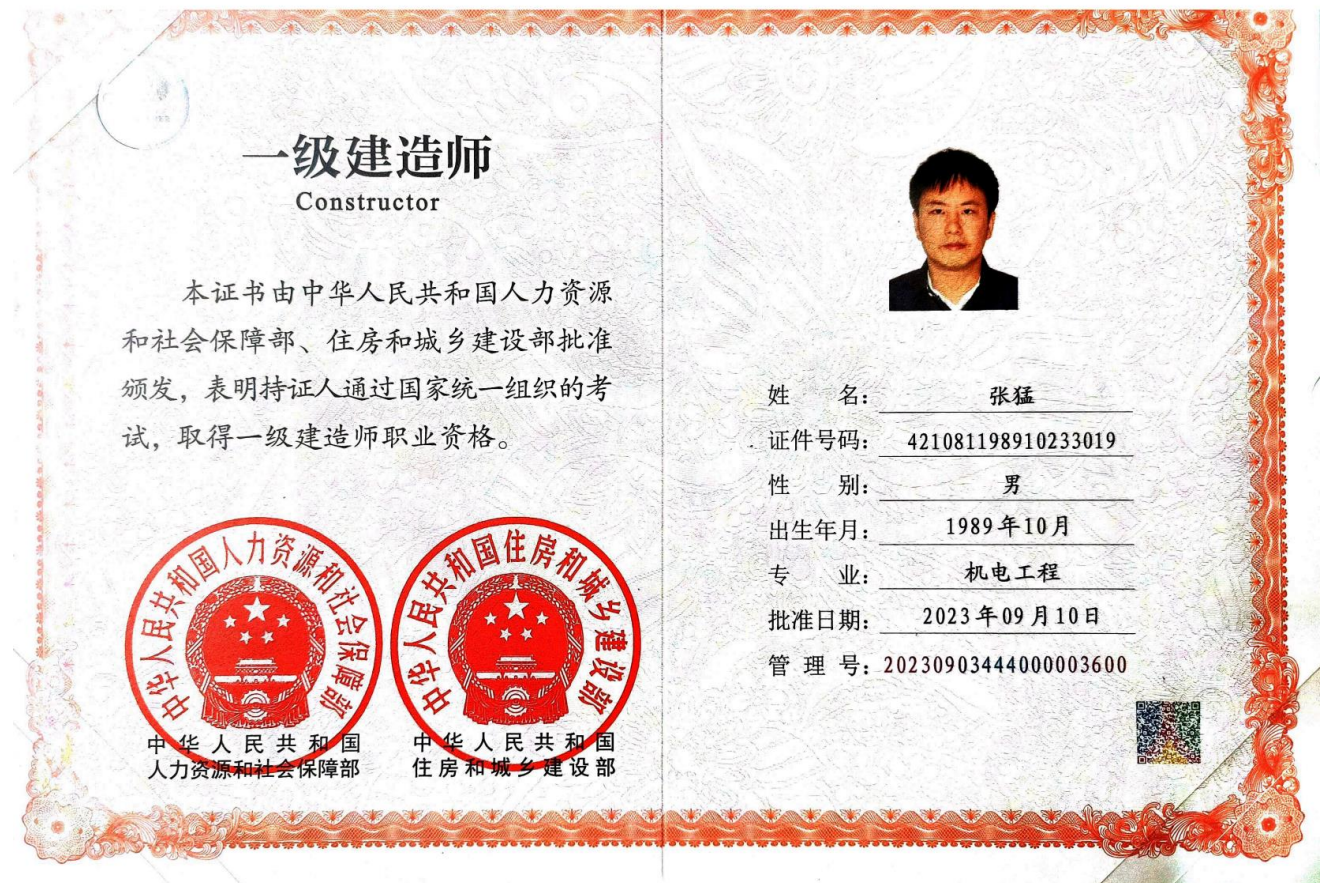 一级建造师
Constructor
本证书由中华人民共和国人力资源
和社会保障部、住房和城乡建设部批准
颁发，表明持证人通过国家统一组织的考
试，取得一级建造师职业资格。
中华人民共和国人力资源和社会保障部
中华人民共和国住房和城乡建设部
中华人民共和国
人力资源和社会保障部
中华人民共和国
住房和城乡建设部
姓名：张猛
证件号码：421081198910233019
性别：男
出生年月：1989年10月
专业：机电工程
批准日期：2023年09月10日
管理号：20230903444000003600